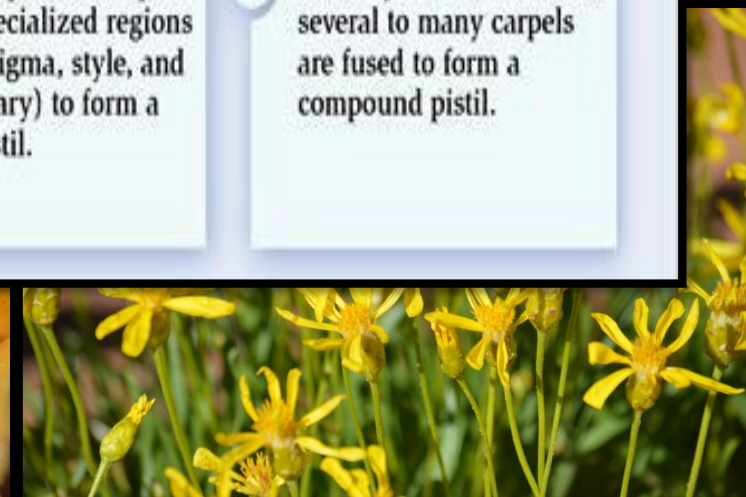 ecialized regions
igma, style, and
ary) to form a
til.
several to many carpels
are fused to form a
compound pistil.